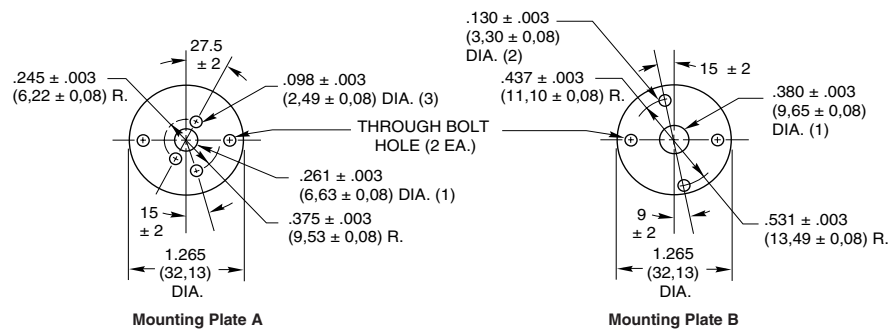 27.5
± 2
.245 ± .003
(6,22 ± 0,08) R.
.098 ± .003
(2,49 ± 0,08) DIA. (3)
THROUGH BOLT
HOLE (2 EA.)
.261 ± .003
(6,63 ± 0,08) DIA. (1)
.375 ± .003
(9,53 ± 0,08) R.
15
± 2
1.265
(32,13)
DIA.
Mounting Plate A
.130 ± .003
(3,30 ± 0,08)
DIA. (2)
15 ± 2
.437 ± .003
(11,10 ± 0,08) R.
.380 ± .003
(9,65 ± 0,08)
DIA. (1)
9
± 2
.531 ± .003
(13,49 ± 0,08) R.
1.265
(32,13)
DIA.
Mounting Plate B